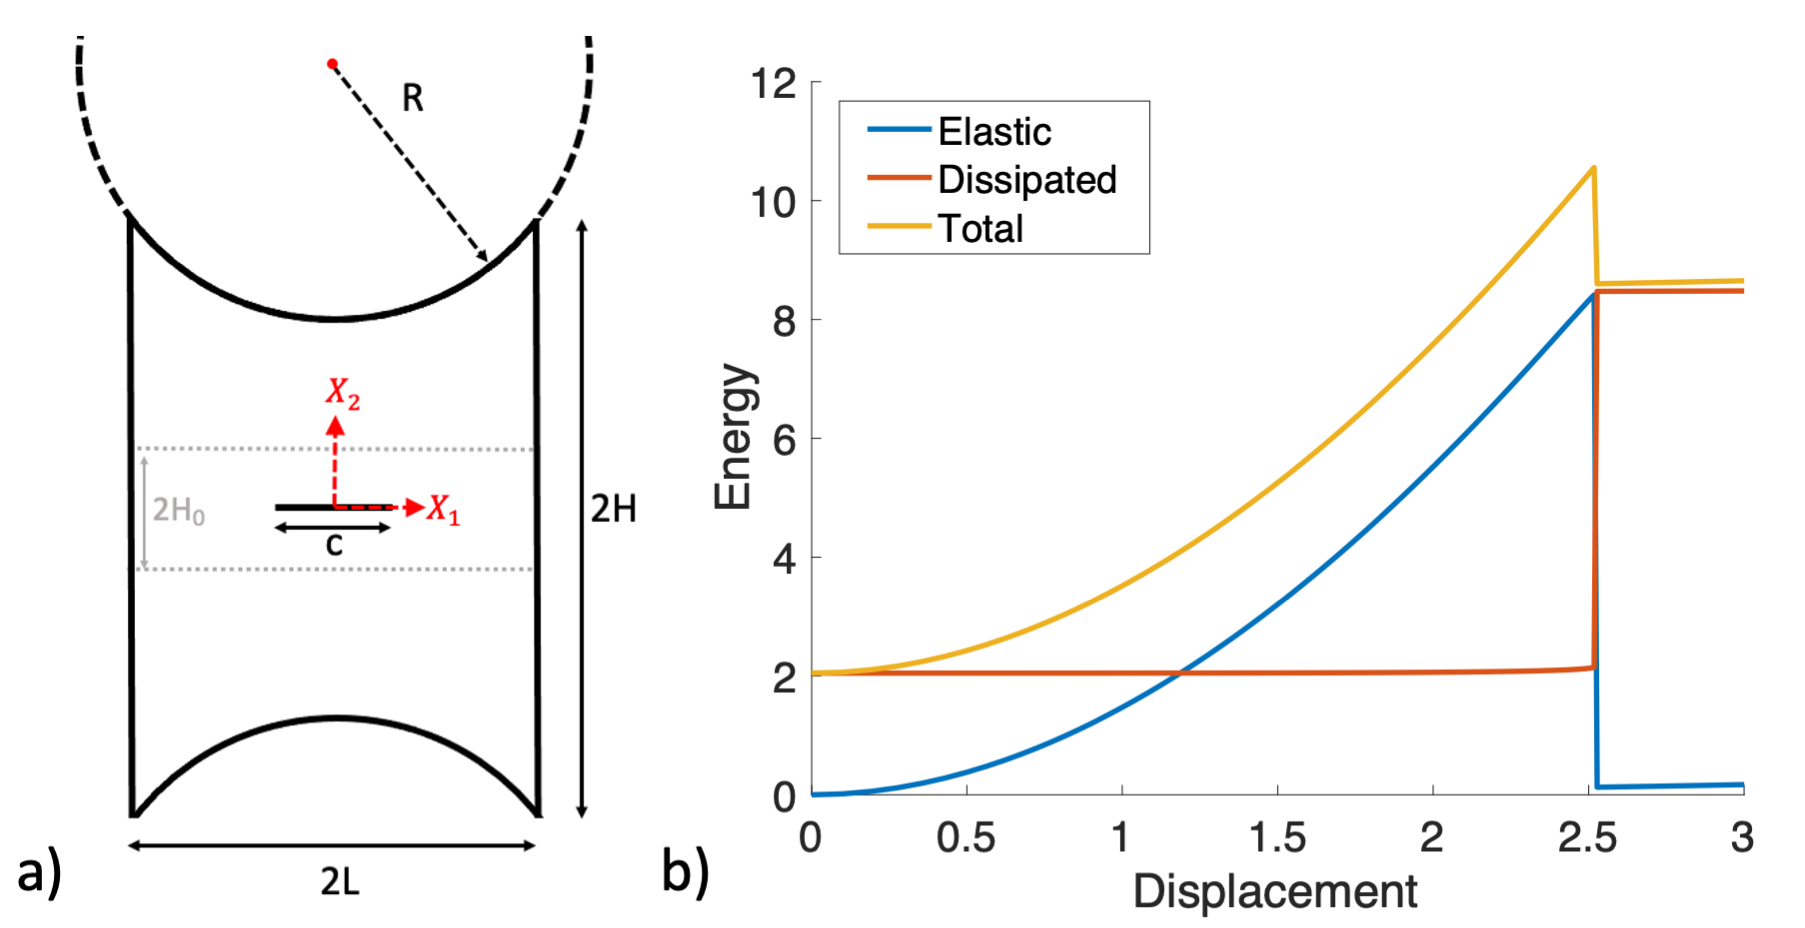 R
X₂
2H₀
X₁
c
2H
2L
a)
12
10
8
6
4
2
0
Energy
Elastic
Dissipated
Total
0 0.5 1 1.5 2 2.5 3
Displacement
b)